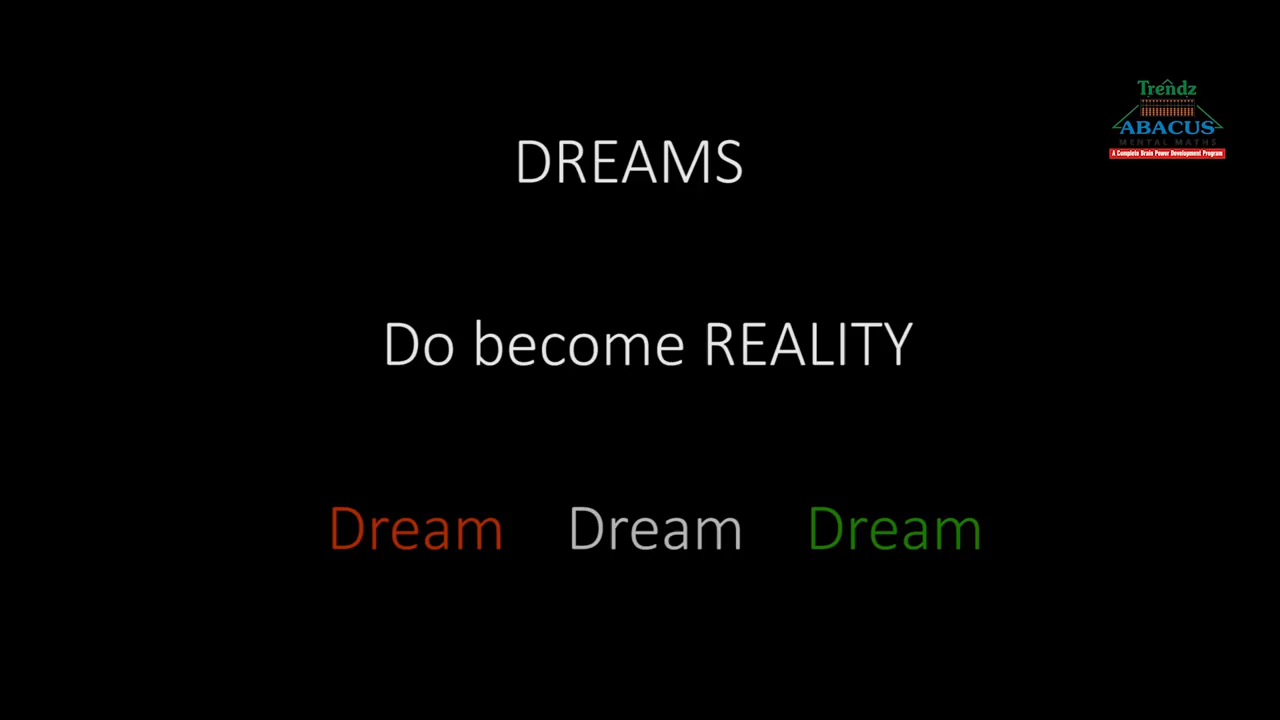 Trendz
ABACUS
MENTAL MATHS
A Complete Brain Power Development Program
DREAMS
Do become REALITY
Dream Dream Dream